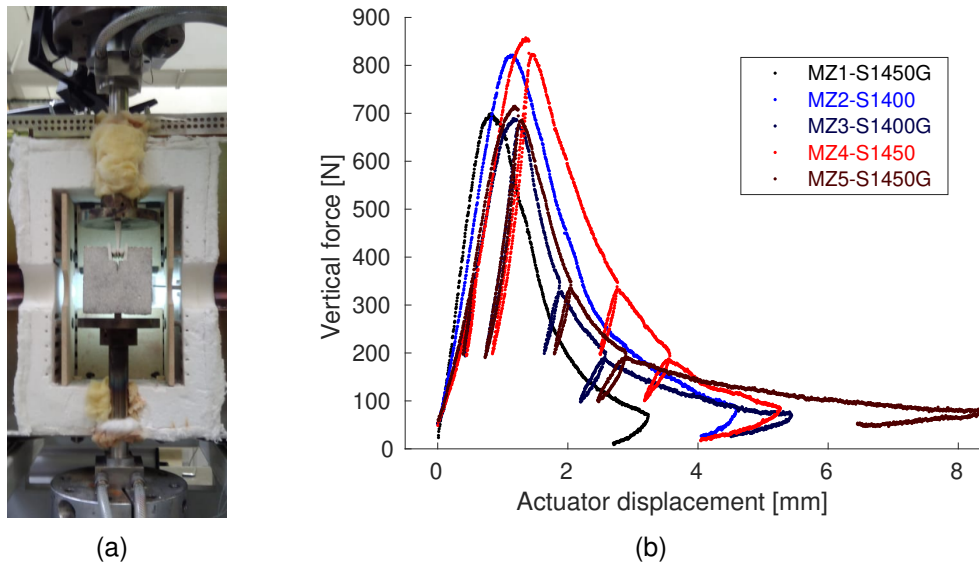 900
800
700
600
500
400
300
200
100
0
Vertical force [N]
MZ1-S1450G
MZ2-S1400
MZ3-S1400G
MZ4-S1450
MZ5-S1450G
0 2 4 6 8
Actuator displacement [mm]
(a) (b)